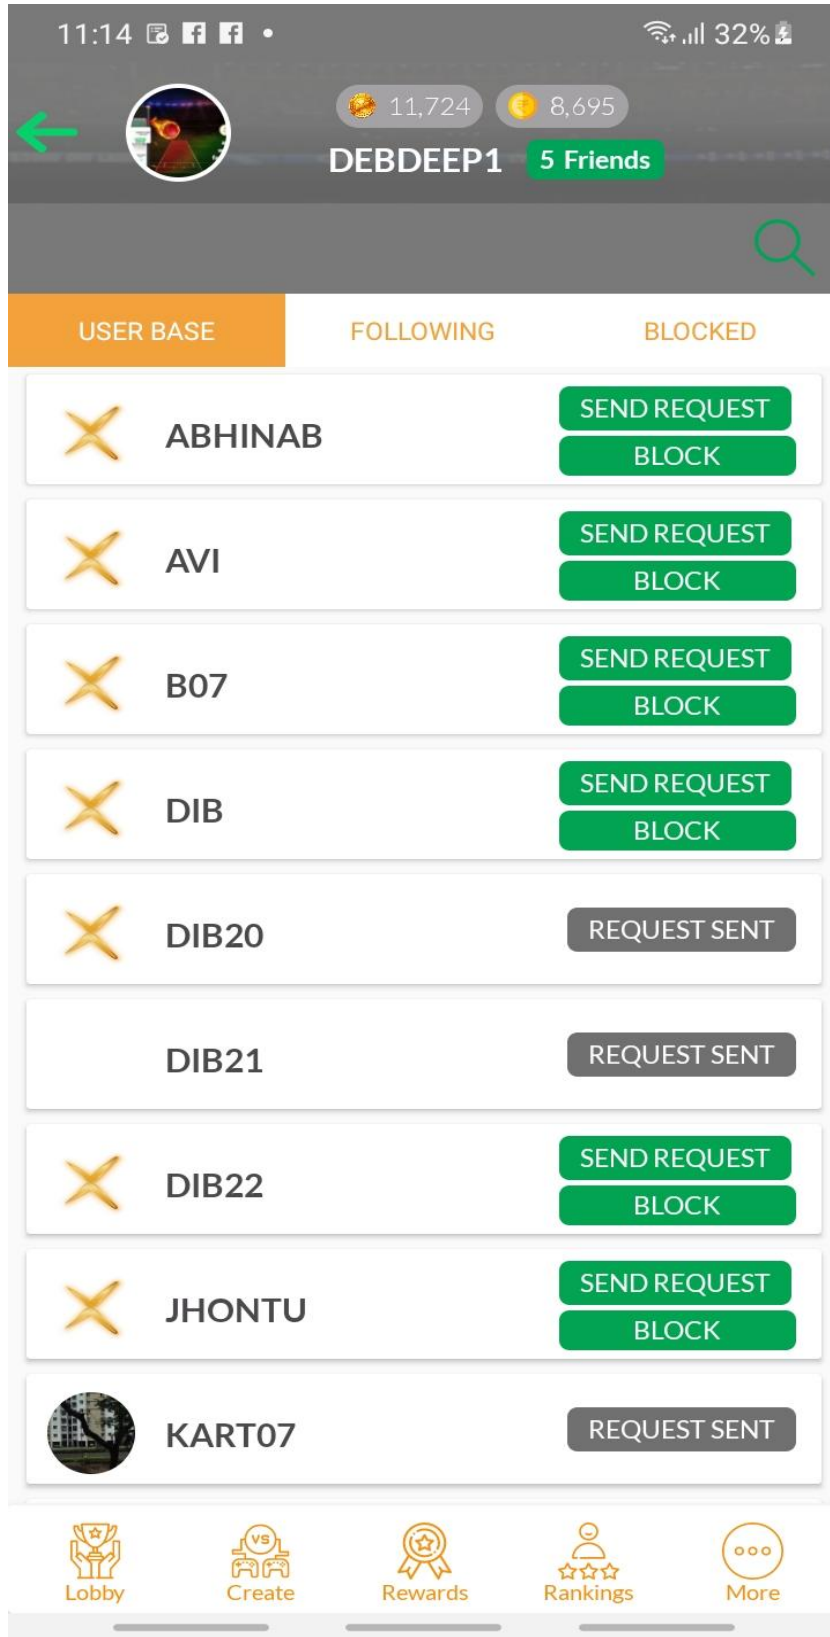 11:14 32%
11,724 8,695
DEBDEEP1 5 Friends
USER BASE FOLLOWING BLOCKED
ABHINAB
SEND REQUEST
BLOCK
AVI
SEND REQUEST
BLOCK
B07
SEND REQUEST
BLOCK
DIB
SEND REQUEST
BLOCK
DIB20 REQUEST SENT
DIB21 REQUEST SENT
DIB22
SEND REQUEST
BLOCK
JHONTU
SEND REQUEST
BLOCK
KART07 REQUEST SENT
VS
Lobby Create Rewards Rankings More